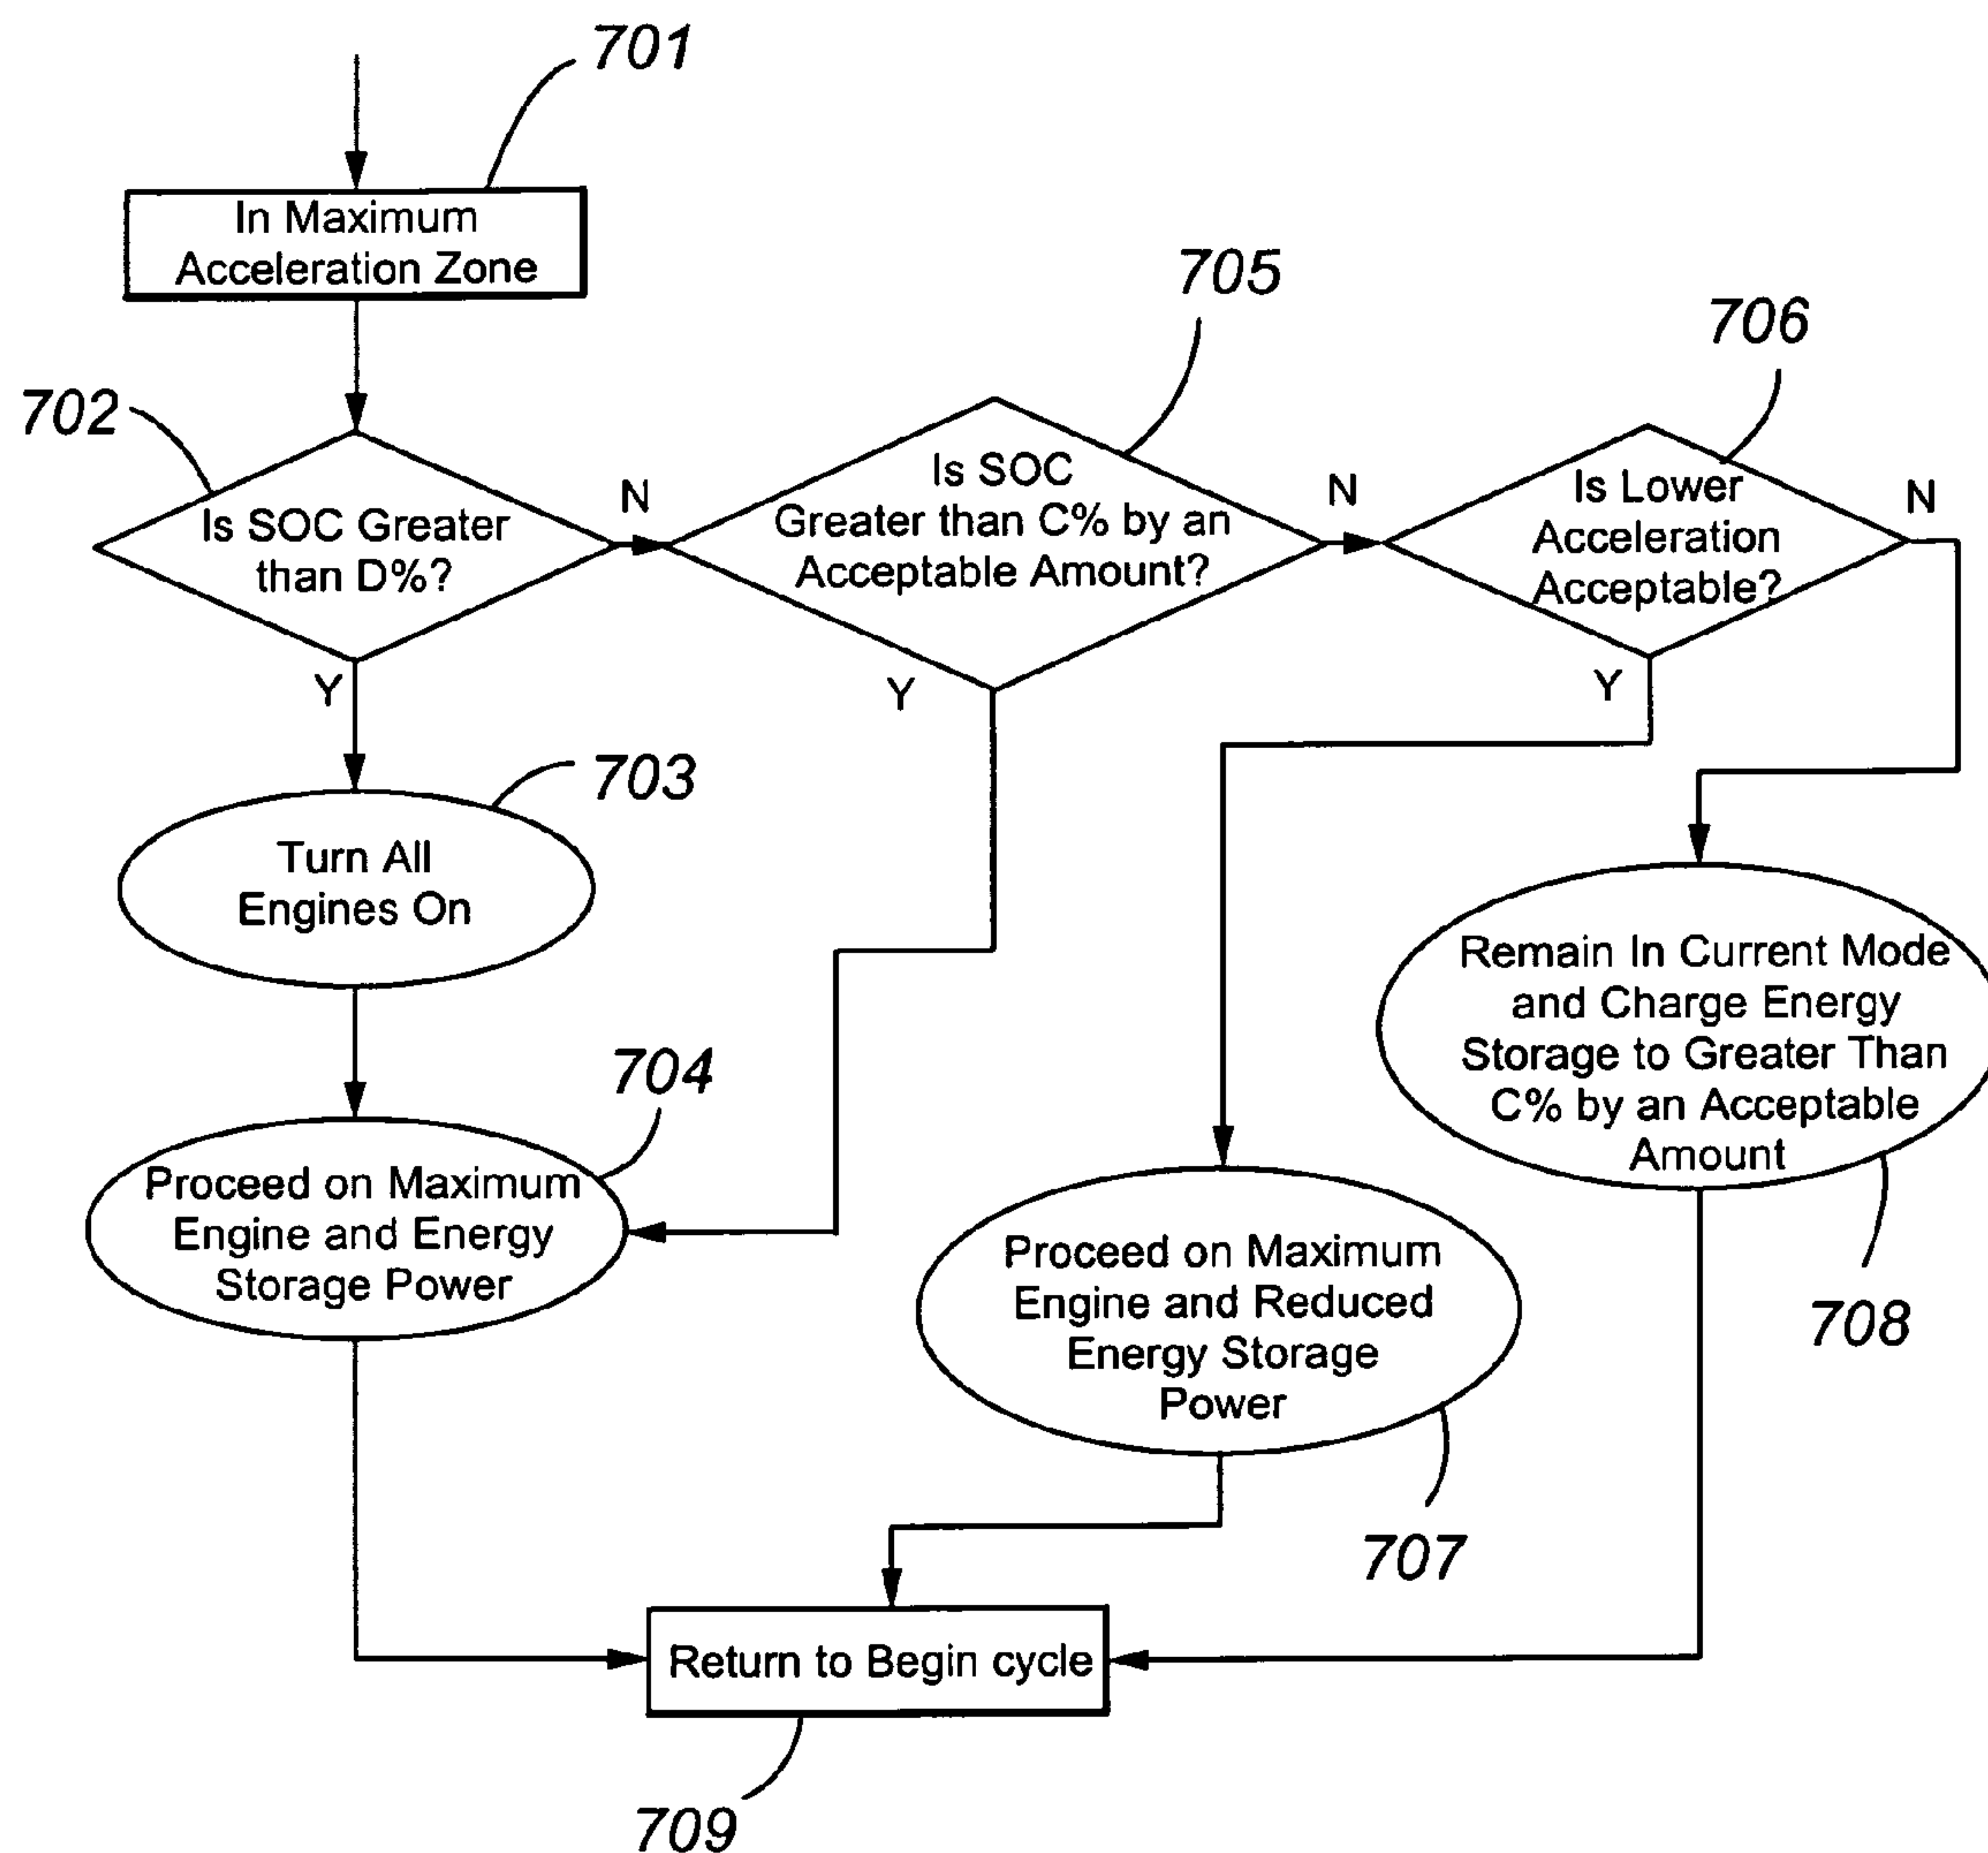 701
In Maximum
Acceleration Zone
702
Is SOC Greater
than D%?
N
Y
705
Is SOC
Greater than C% by an
Acceptable Amount?
N
Y
706
Is Lower
Acceleration
Acceptable?
N
Y
703
Turn All
Engines On
704
Proceed on Maximum
Engine and Energy
Storage Power
Proceed on Maximum
Engine and Reduced
Energy Storage
Power
707
Remain In Current Mode
and Charge Energy
Storage to Greater Than
C% by an Acceptable
Amount
708
Return to Begin cycle
709